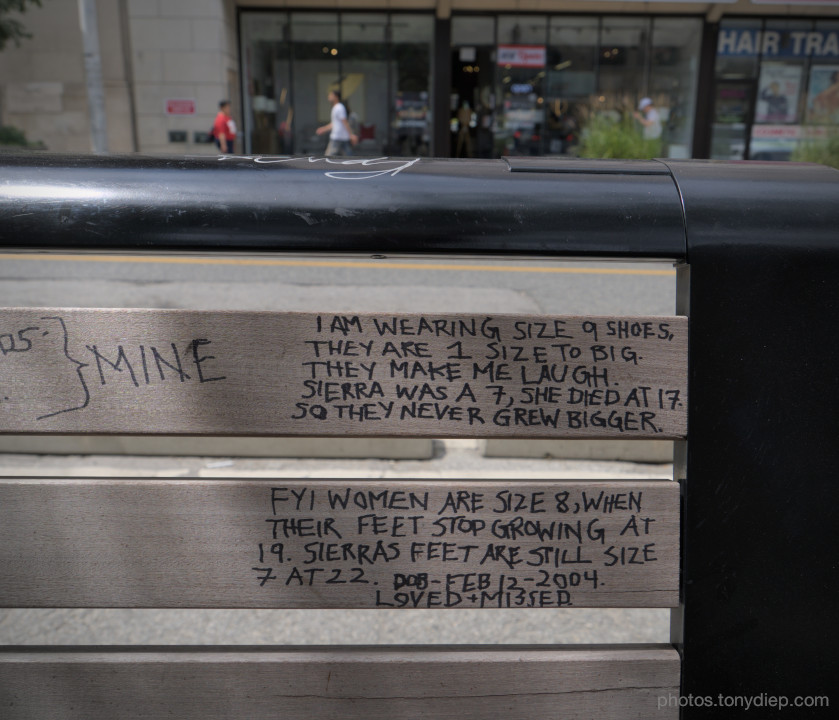 HAIR TRA
I AM WEARING SIZE 9 SHOES,
THEY ARE 1 SIZE TO BIG.
THEY MAKE ME LAUGH.
SIERRA WAS A 7, SHE DIED AT 17.
SO THEY NEVER GREW BIGGER.
MINE
FYI WOMEN ARE SIZE 8, WHEN
THEIR FEET STOP GROWING AT
19. SIERRAS FEET ARE STILL SIZE
7 AT 22. DOB-FEB 12-2004.
LOVED + MISSED
photos.tonydiep.com